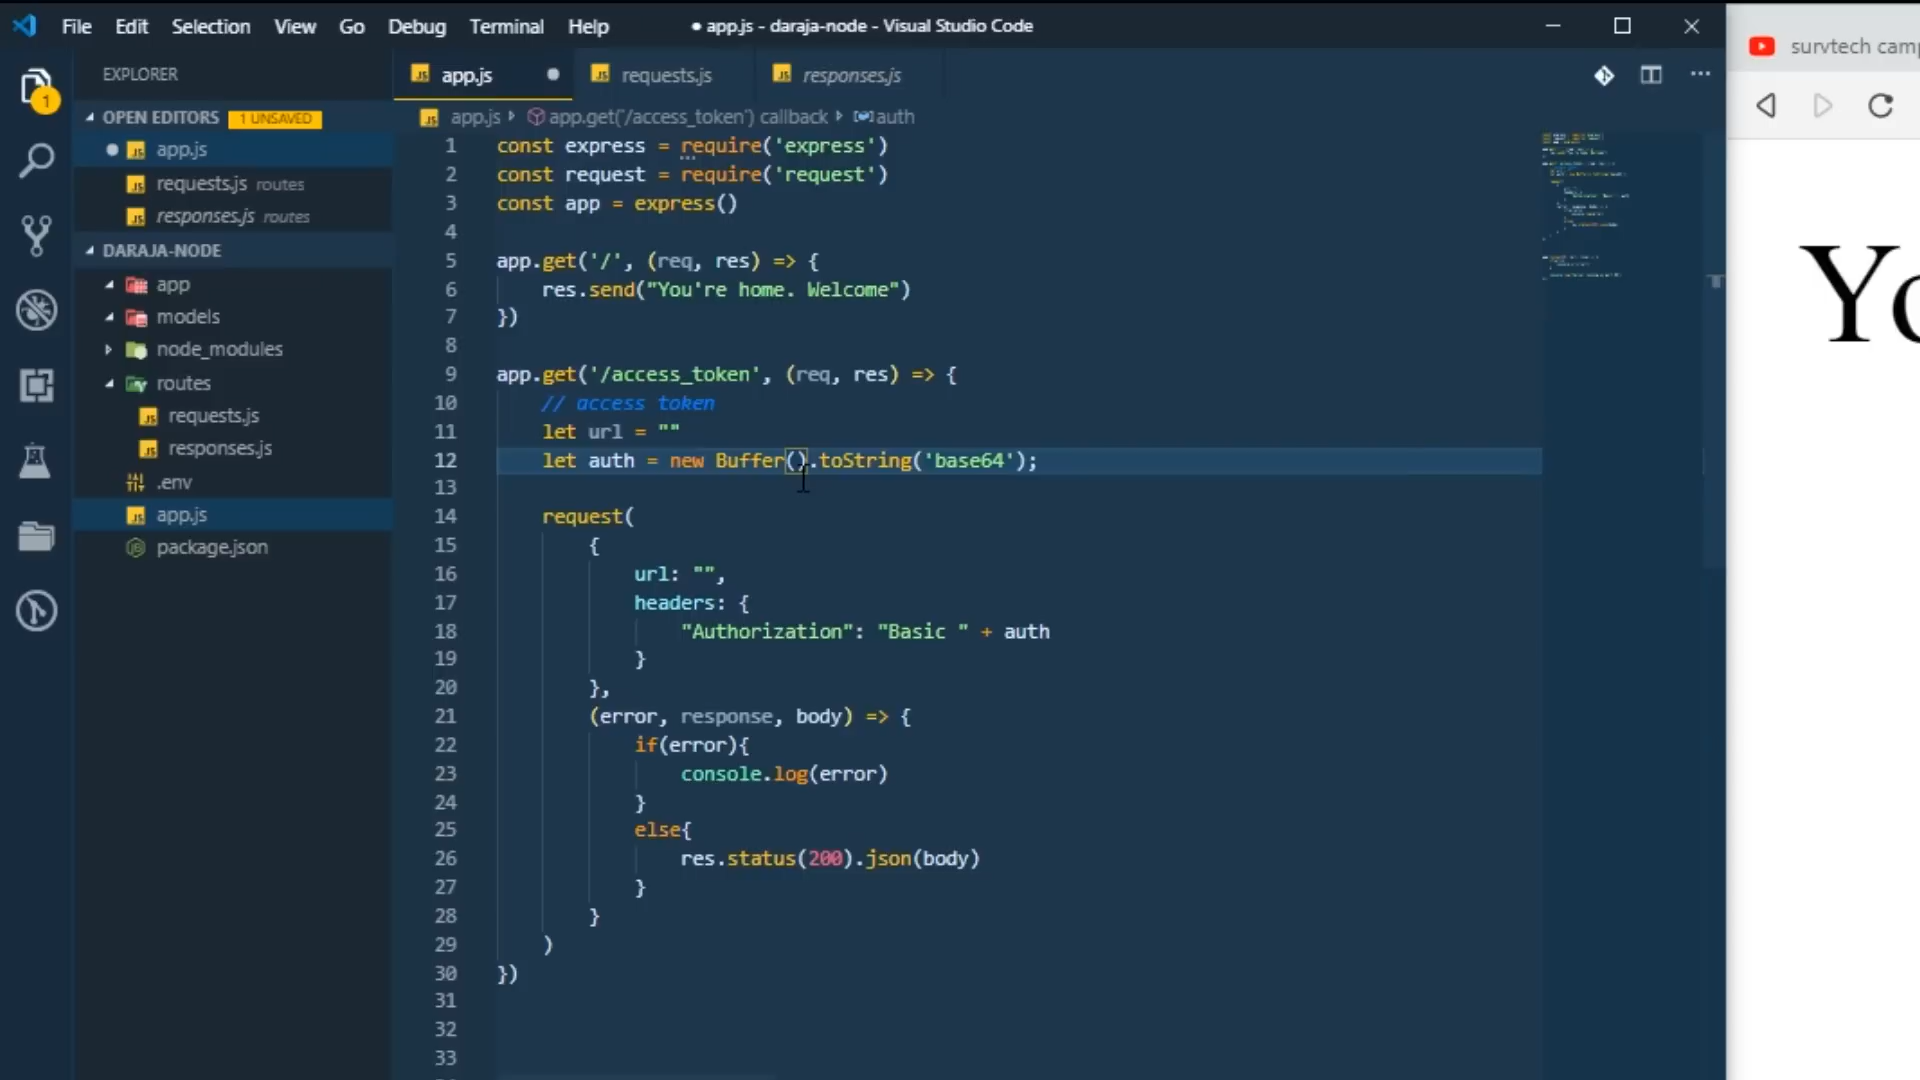 File Edit Selection View Go Debug Terminal Help
● app.js - daraja-node - Visual Studio Code
survtech camp
EXPLORER
1
OPEN EDITORS 1 UNSAVED
app.js
requests.js routes
responses.js routes
DARAJA-NODE
app
models
node_modules
routes
requests.js
responses.js
.env
app.js
package.json
app.js requests.js responses.js
app.js app.get('/access_token') callback auth
1 const express = require('express')
2 const request = require('request')
3 const app = express()
4
5 app.get('/', (req, res) => {
6 res.send("You're home. Welcome")
7 })
8
9 app.get('/access_token', (req, res) => {
10 // access token
11 let url = ""
12 let auth = new Buffer().toString('base64');
13
14 request(
15 {
16 url: "",
17 headers: {
18 "Authorization": "Basic " + auth
19 }
20 },
21 (error, response, body) => {
22 if(error){
23 console.log(error)
24 }
25 else{
26 res.status(200).json(body)
27 }
28 }
29 )
30 })
31
32
33
Yo